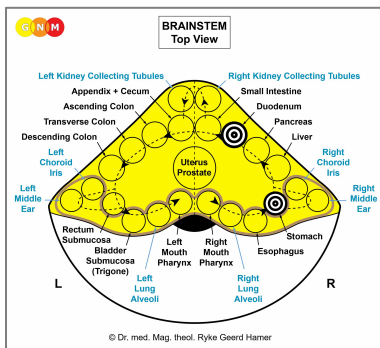 GNM
BRAINSTEM
Top View
Left Kidney Collecting Tubules
Right Kidney Collecting Tubules
Appendix + Cecum
Small Intestine
Ascending Colon
Duodenum
Transverse Colon
Pancreas
Descending Colon
Liver
Left
Choroid
Iris
Right
Choroid
Iris
Uterus
Prostate
Left
Middle
Ear
Right
Middle
Ear
Rectum
Submucosa
Bladder
Submucosa
(Trigone)
Left
Lung
Alveoli
Left
Mouth
Pharynx
Right
Mouth
Pharynx
Right
Lung
Alveoli
Esophagus
Stomach
L
R
© Dr. med. Mag. theol. Ryke Geerd Hamer